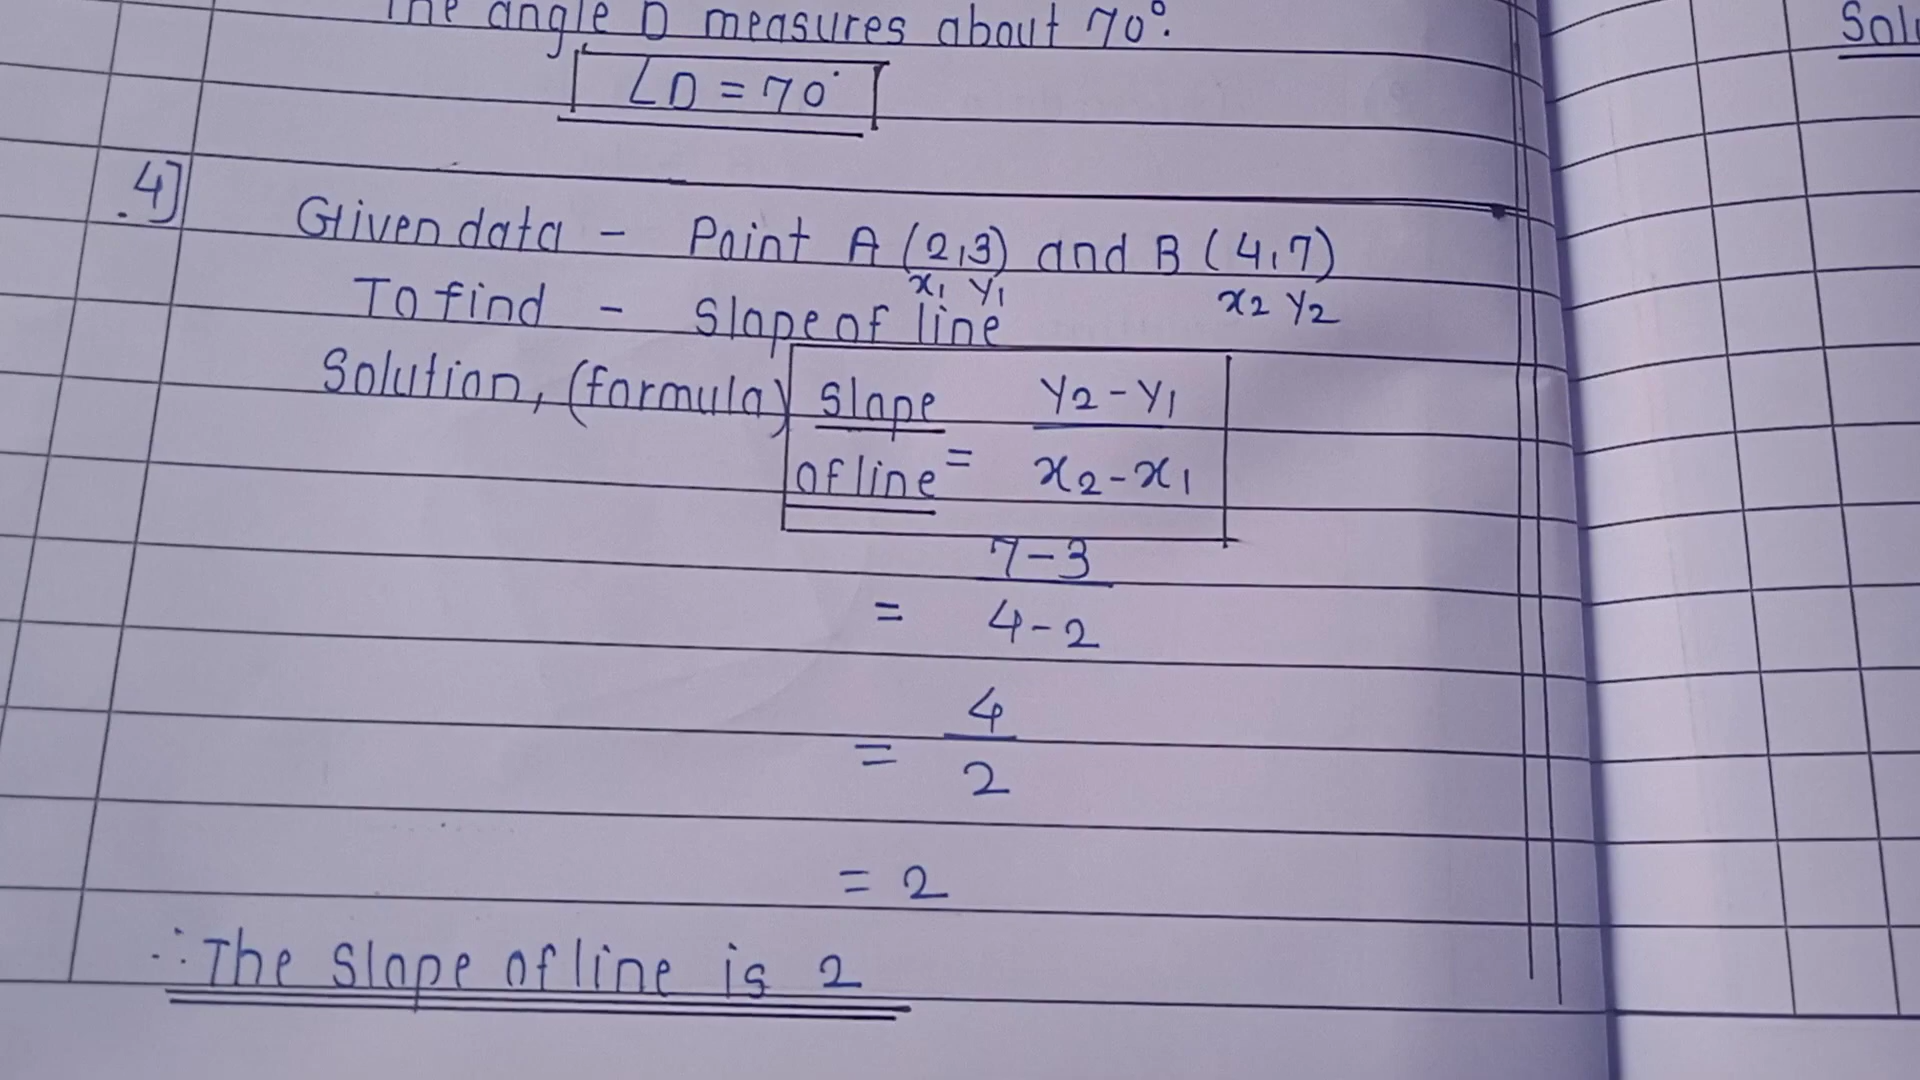 The angle D measures about 70°.
∠D = 70°
4]
Given data - Point A (2,3) and B (4,7)
x1 y1 x2 y2
To find - Slope of line
Solution, (formula) Slope of line = y2-y1 / x2-x1
= 7-3 / 4-2
= 4 / 2
= 2
∴ The slope of line is 2